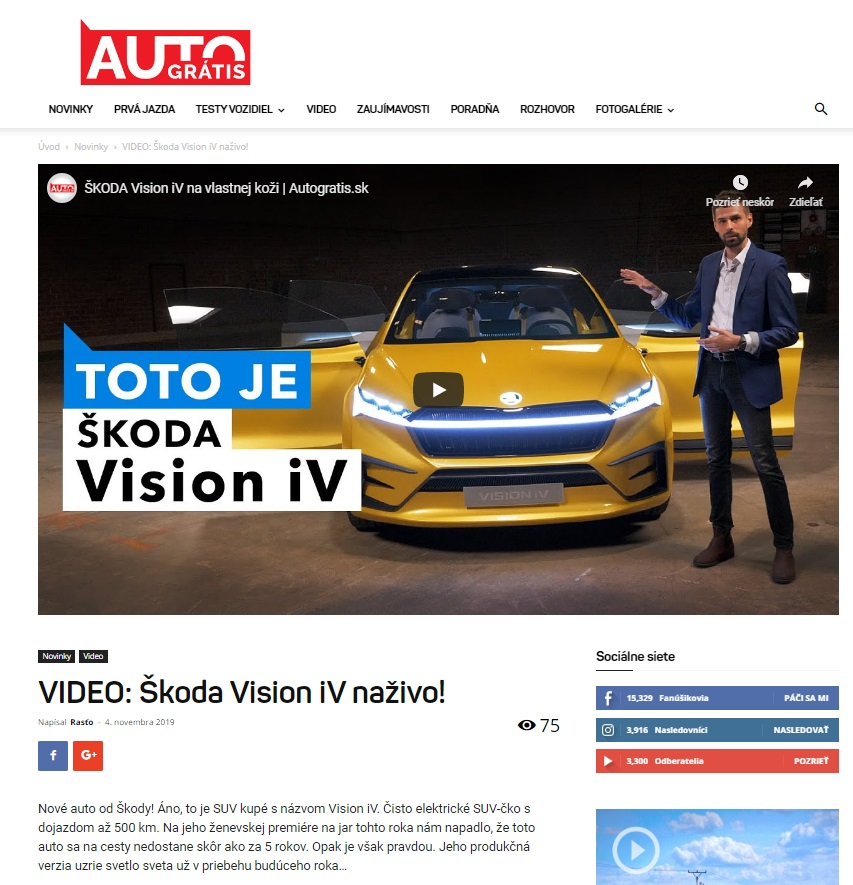 AUTO
GRÁTIS
NOVINKY PRVÁ JAZDA TESTY VOZIDIEL VIDEO ZAUJÍMAVOSTI PORADŇA ROZHOVOR FOTOGALÉRIE
Úvod › Novinky › VIDEO: Škoda Vision iV naživo!
AUTO ŠKODA Vision iV na vlastnej koži | Autogratis.sk
Pozrieť neskôr Zdieľať
TOTO JE
ŠKODA
Vision iV
VISION iV
Novinky Video
VIDEO: Škoda Vision iV naživo!
Napísal Rasťo - 4. novembra 2019
75
f G+
Nové auto od Škody! Áno, to je SUV kupé s názvom Vision iV. Čisto elektrické SUV-čko s
dojazdom až 500 km. Na jeho ženevskej premiére na jar tohto roka nám napadlo, že toto
auto sa na cesty nedostane skôr ako za 5 rokov. Opak je však pravdou. Jeho produkčná
verzia uzrie svetlo sveta už v priebehu budúceho roka...
Sociálne siete
f 15,329 Fanúšikovia PÁČI SA MI
3,916 Nasledovníci NASLEDOVAŤ
3,300 Odberatelia POZRIEŤ